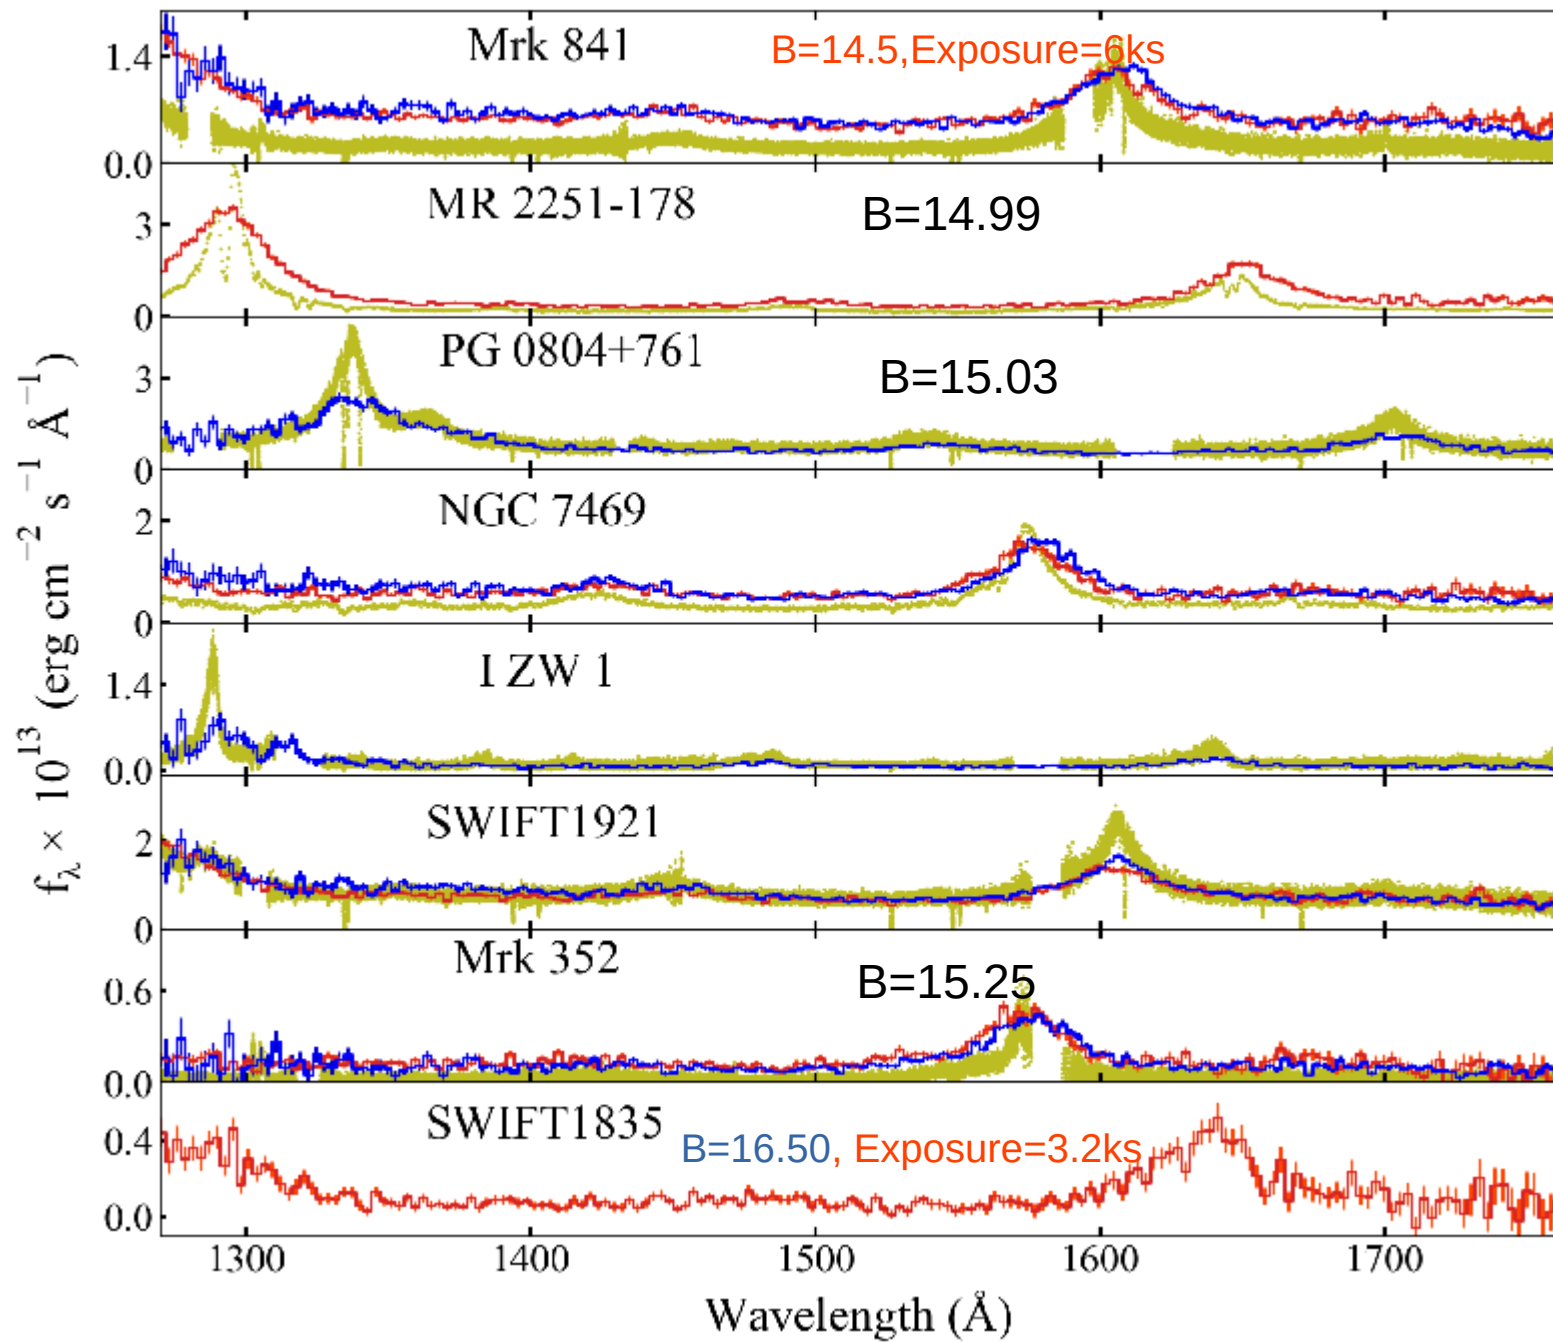 Mrk 841
B=14.5,Exposure=6ks
1.4
0.0
MR 2251-178
B=14.99
3
0
PG 0804+761
B=15.03
3
0
NGC 7469
2
0
I ZW 1
1.4
0.0
SWIFT1921
2
0
Mrk 352
B=15.25
0.6
0.0
SWIFT1835
B=16.50, Exposure=3.2ks
0.4
0.0
1300 1400 1500 1600 1700
Wavelength (Å)
fλ × 10¹³ (erg cm⁻² s⁻¹ Å⁻¹)